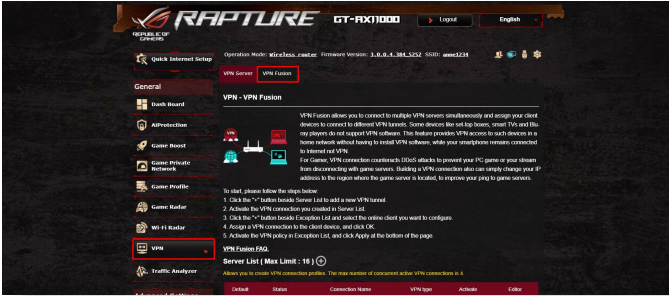 REPUBLIC OF
GAMERS
RAPTURE
GT-AX11000
Logout
English
Quick Internet Setup
Operation Mode: Wireless router Firmware Version: 3.0.0.4.384_5252 SSID: anne1234
VPN Server
VPN Fusion
General
Dash Board
AiProtection
Game Boost
Game Private
Network
Game Profile
Game Radar
Wi-Fi Radar
VPN
Traffic Analyzer
VPN - VPN Fusion
VPN
VPN Fusion allows you to connect to multiple VPN servers simultaneously and assign your client
devices to connect to different VPN tunnels. Some devices like set-top boxes, smart TVs and Blu-
ray players do not support VPN software. This feature provides VPN access to such devices in a
home network without having to install VPN software, while your smartphone remains connected
to Internet not VPN.
For Gamer, VPN connection counteracts DDoS attacks to prevent your PC game or your stream
from disconnecting with game servers. Building a VPN connection also can simply change your IP
address to the region where the game server is located, to improve your ping to game servers.
To start, please follow the steps below:
1. Click the "+" button beside Server List to add a new VPN tunnel.
2. Activate the VPN connection you created in Server List.
3. Click the "+" button beside Exception List and select the online client you want to configure.
4. Assign a VPN connection to the client device, and click OK.
5. Activate the VPN policy in Exception List, and click Apply at the bottom of the page.
VPN Fusion FAQ.
Server List ( Max Limit : 16 )
Allows you to create VPN connection profiles. The max number of concurrent active VPN connections is 4.
Default Status Connection Name VPN type Activate Editor
Advanced Settings